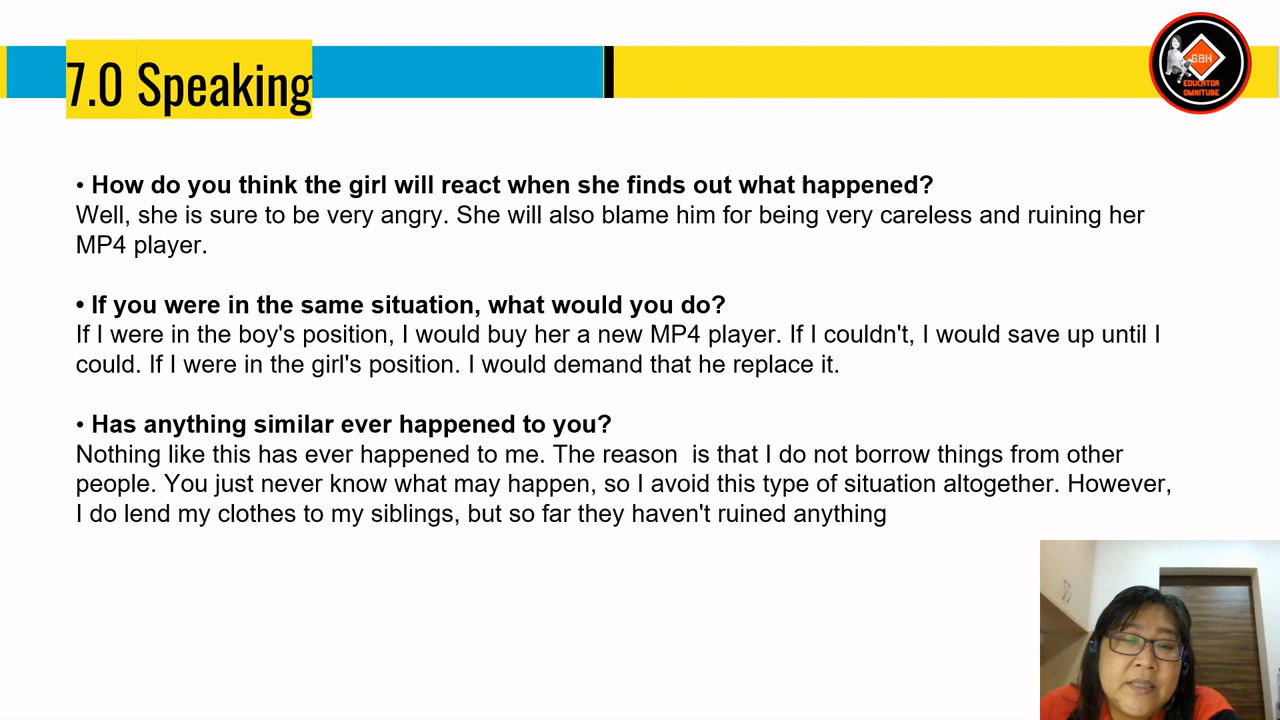 7.0 Speaking
GBH
EDUCATOR
OMNITUBE
• How do you think the girl will react when she finds out what happened?
Well, she is sure to be very angry. She will also blame him for being very careless and ruining her
MP4 player.
• If you were in the same situation, what would you do?
If I were in the boy's position, I would buy her a new MP4 player. If I couldn't, I would save up until I
could. If I were in the girl's position. I would demand that he replace it.
• Has anything similar ever happened to you?
Nothing like this has ever happened to me. The reason  is that I do not borrow things from other
people. You just never know what may happen, so I avoid this type of situation altogether. However,
I do lend my clothes to my siblings, but so far they haven't ruined anything